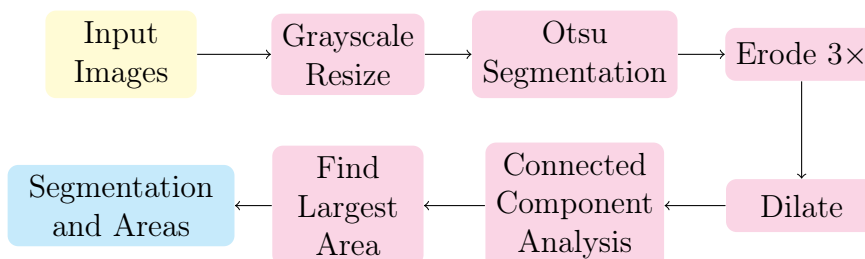 Input
Images
Grayscale
Resize
Otsu
Segmentation
Erode 3×
Dilate
Connected
Component
Analysis
Find
Largest
Area
Segmentation
and Areas